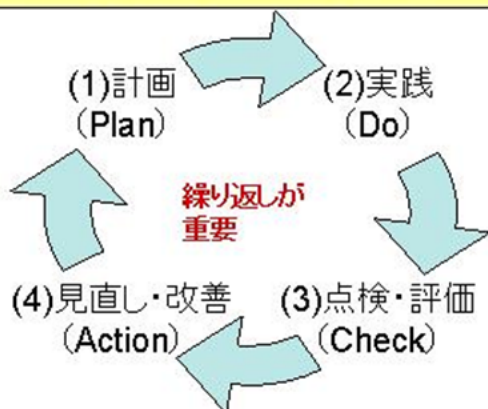 (1)計画
(Plan)
(2)実践
(Do)
繰り返しが
重要
(3)点検・評価
(Check)
(4)見直し・改善
(Action)